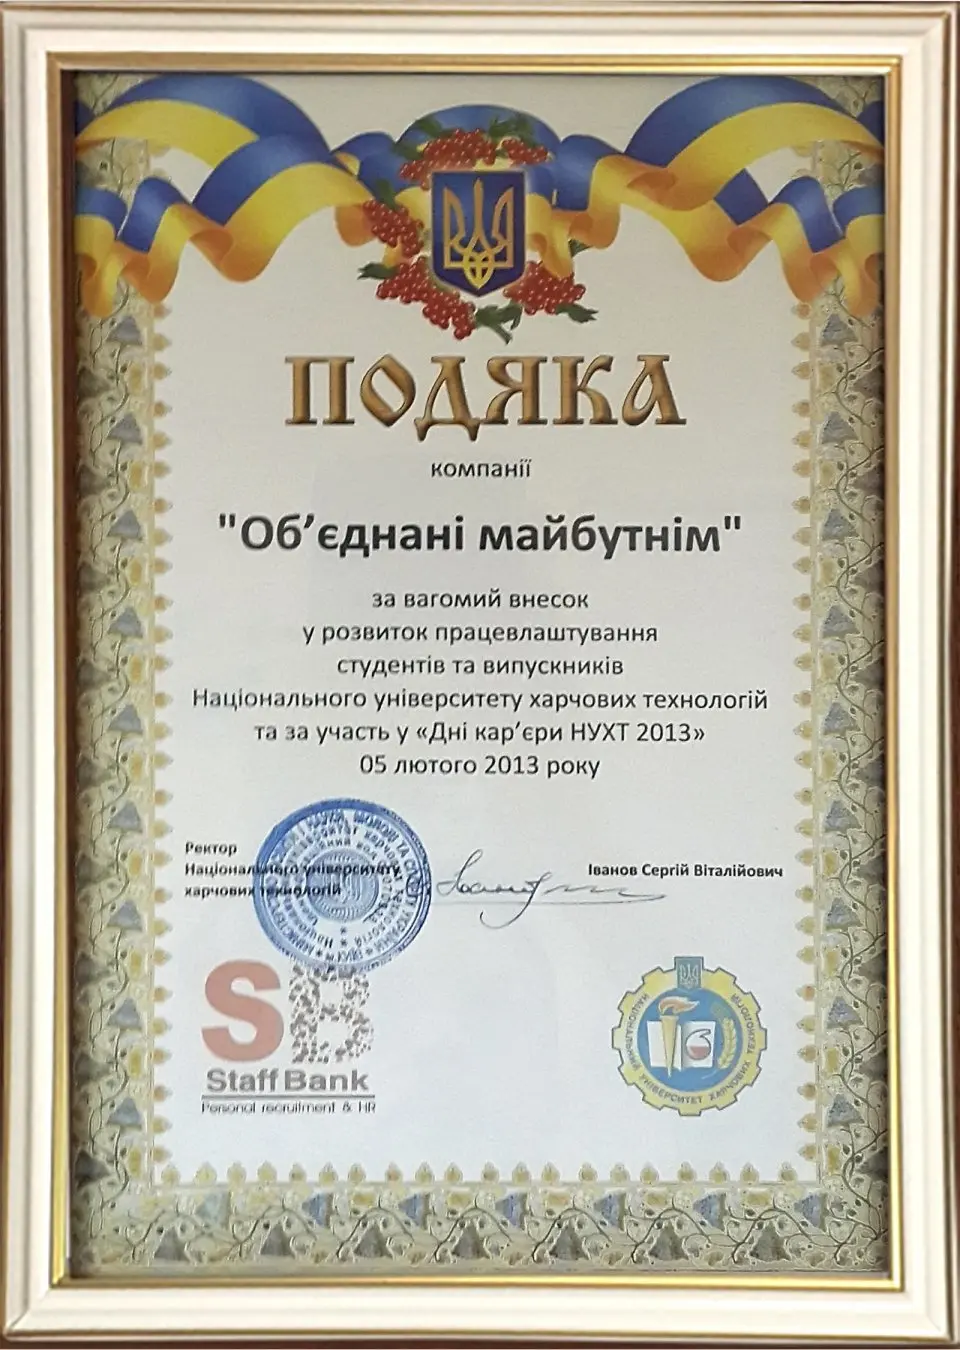 ПОДЯКА
компанії
"Об’єднані майбутнім"
за вагомий внесок
у розвиток працевлаштування
студентів та випускників
Національного університету харчових технологій
та за участь у «Дні кар’єри НУХТ 2013»
05 лютого 2013 року
Ректор
Національного університету
харчових технологій
Іванов Сергій Віталійович
SB
Staff Bank
Personal recruitment & HR
НАЦІОНАЛЬНИЙ УНІВЕРСИТЕТ ХАРЧОВИХ ТЕХНОЛОГІЙ